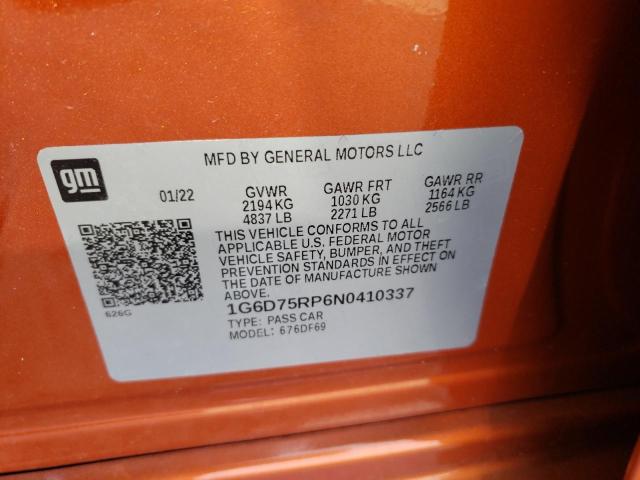 gm
MFD BY GENERAL MOTORS LLC
01/22 GVWR GAWR FRT GAWR RR
2194 KG 1030 KG 1164 KG
4837 LB 2271 LB 2566 LB
THIS VEHICLE CONFORMS TO ALL
APPLICABLE U.S. FEDERAL MOTOR
VEHICLE SAFETY, BUMPER, AND THEFT
PREVENTION STANDARDS IN EFFECT ON
THE DATE OF MANUFACTURE SHOWN
ABOVE.
626G
1G6D75RP6N0410337
TYPE: PASS CAR
MODEL: 676DF69